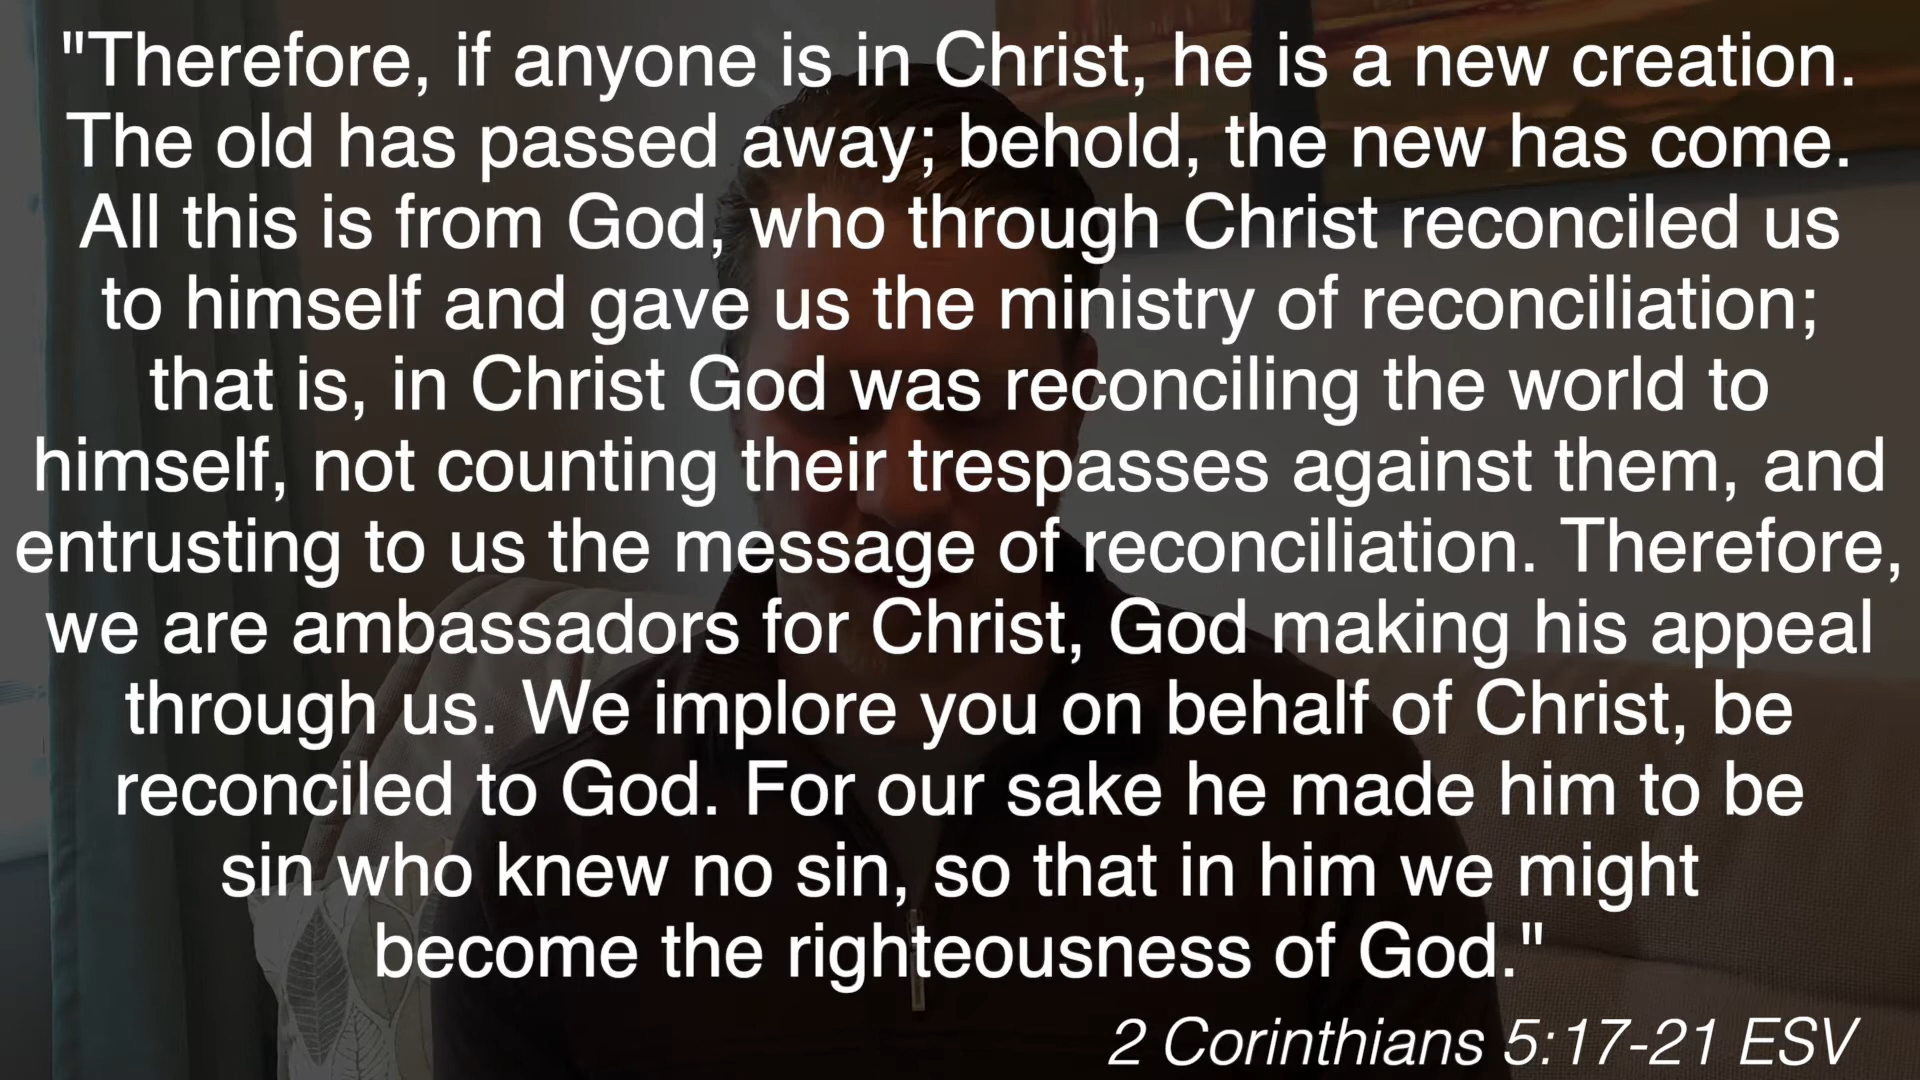 "Therefore, if anyone is in Christ, he is a new creation.
The old has passed away; behold, the new has come.
All this is from God, who through Christ reconciled us
to himself and gave us the ministry of reconciliation;
that is, in Christ God was reconciling the world to
himself, not counting their trespasses against them, and
entrusting to us the message of reconciliation. Therefore,
we are ambassadors for Christ, God making his appeal
through us. We implore you on behalf of Christ, be
reconciled to God. For our sake he made him to be
sin who knew no sin, so that in him we might
become the righteousness of God."
2 Corinthians 5:17-21 ESV